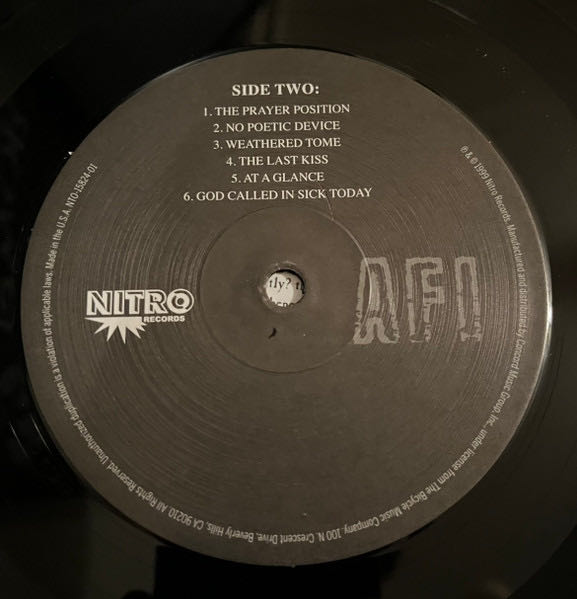 SIDE TWO:
1. THE PRAYER POSITION
2. NO POETIC DEVICE
3. WEATHERED TOME
4. THE LAST KISS
5. AT A GLANCE
6. GOD CALLED IN SICK TODAY
tly? t
NITRO
RECORDS
AFI
℗ & © 1999 Nitro Records. Manufactured and distributed by Concord Music Group, Inc., under license from The Bicycle Music Company, 100 N. Crescent Drive, Beverly Hills, CA 90210 All Rights Reserved. Unauthorized duplication is a violation of applicable laws. Made in the U.S.A. NTO-15824-01